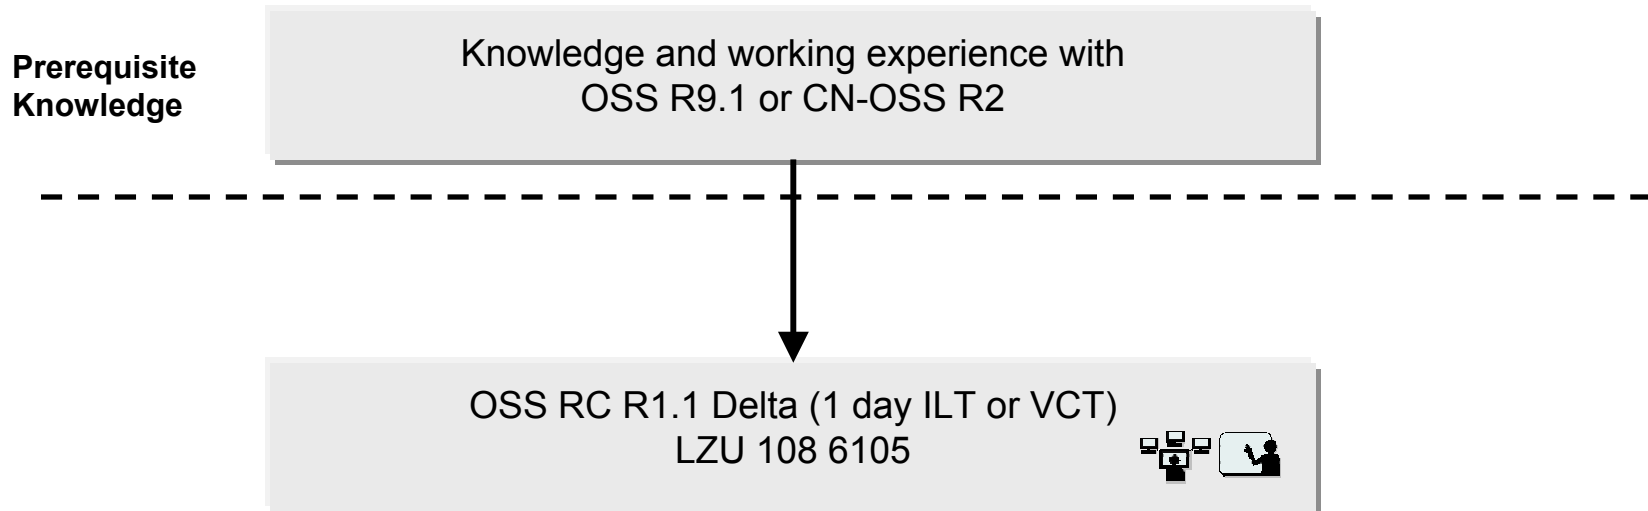 Prerequisite
Knowledge
Knowledge and working experience with
OSS R9.1 or CN-OSS R2
OSS RC R1.1 Delta (1 day ILT or VCT)
LZU 108 6105